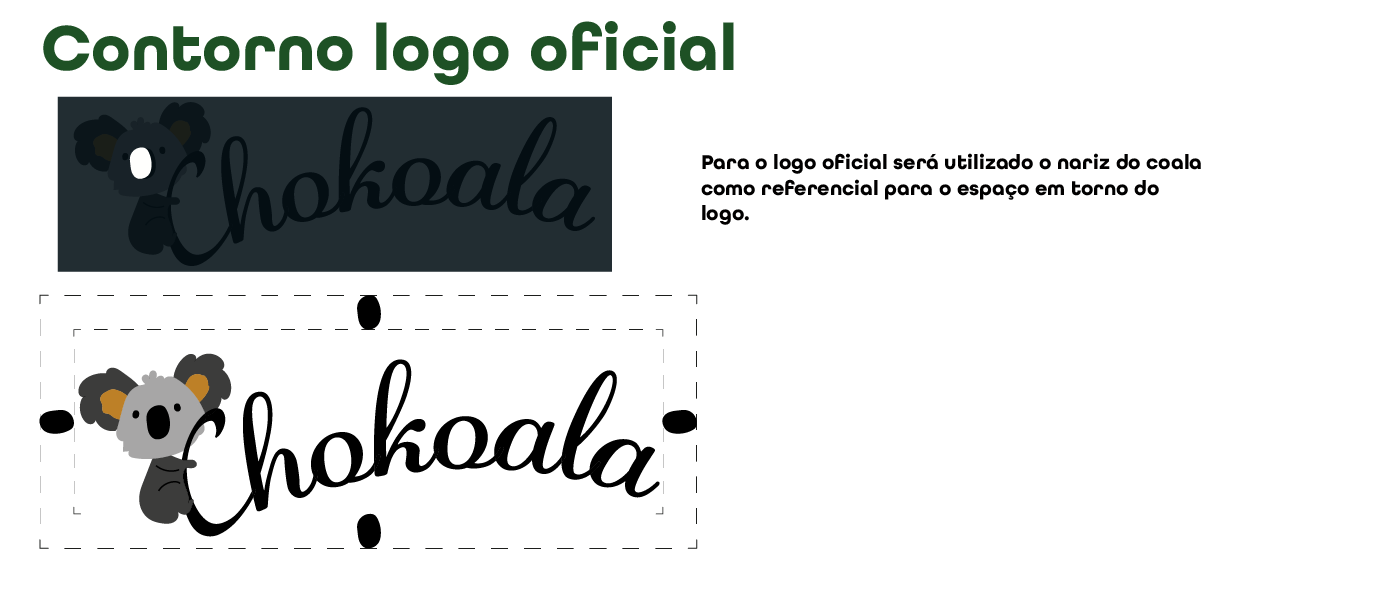 Contorno logo oficial
Chokoala
Para o logo oficial será utilizado o nariz do coala
como referencial para o espaço em torno do
logo.
Chokoala